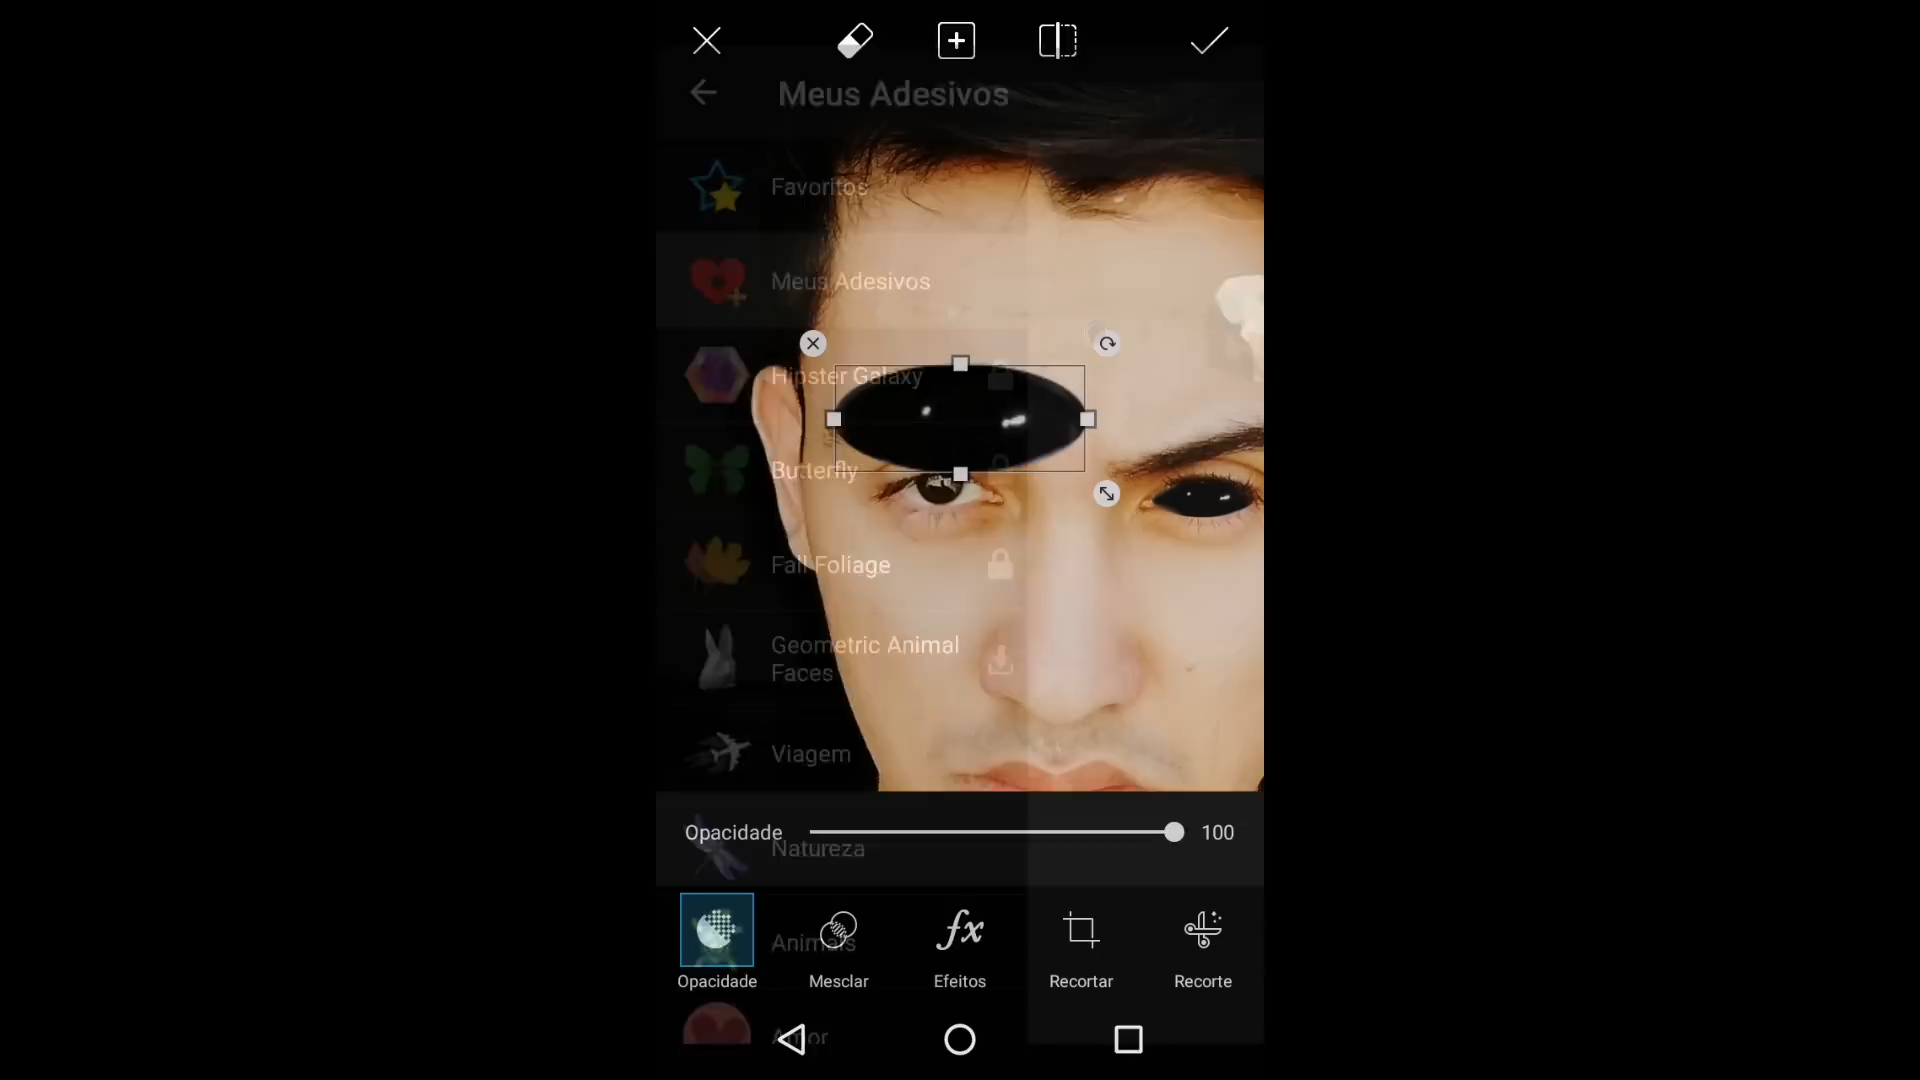 Meus Adesivos
Favoritos
Meus Adesivos
Hipster Galaxy
Butterfly
Fall Foliage
Geometric Animal
Faces
Viagem
Opacidade 100
Natureza
Animais
fx
Opacidade Mesclar Efeitos Recortar Recorte
Amor